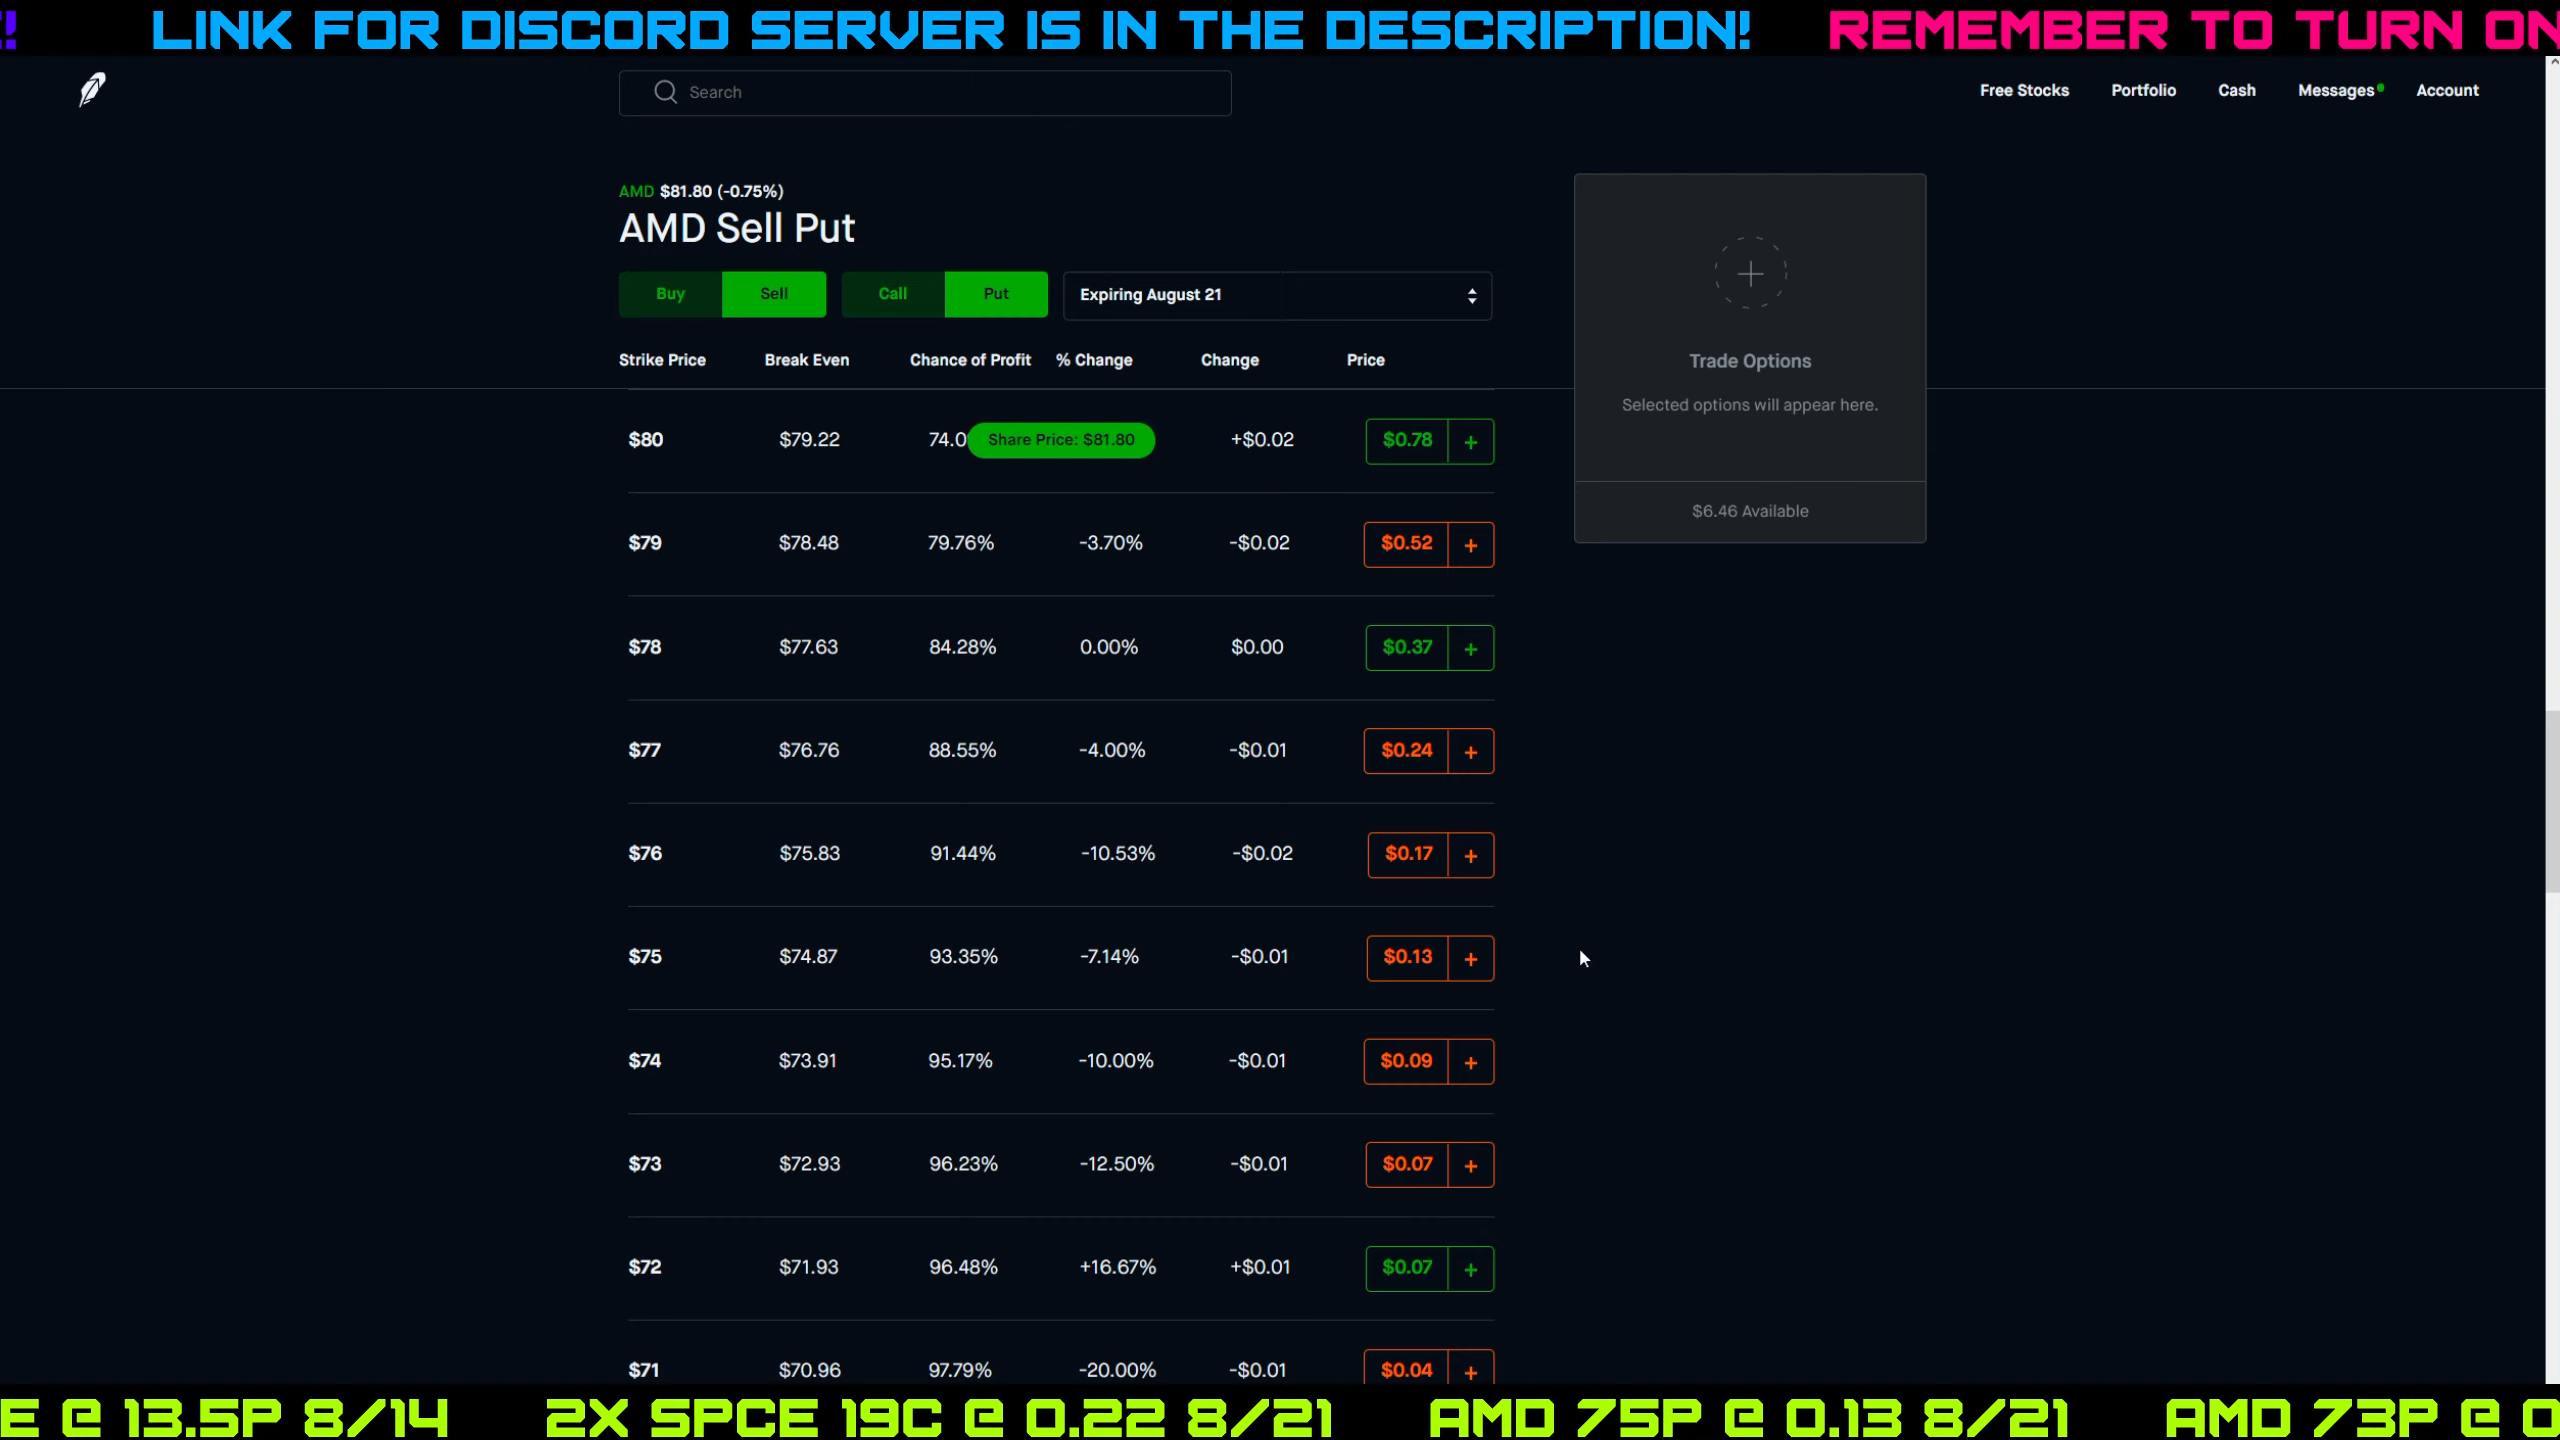 LINK FOR DISCORD SERVER IS IN THE DESCRIPTION! REMEMBER TO TURN ON
Search
Free Stocks Portfolio Cash Messages Account
AMD $81.80 (-0.75%)
AMD Sell Put
Buy Sell Call Put Expiring August 21
Strike Price Break Even Chance of Profit % Change Change Price
$80 $79.22 74.0 Share Price: $81.80 +$0.02 $0.78 +
$79 $78.48 79.76% -3.70% -$0.02 $0.52 +
$78 $77.63 84.28% 0.00% $0.00 $0.37 +
$77 $76.76 88.55% -4.00% -$0.01 $0.24 +
$76 $75.83 91.44% -10.53% -$0.02 $0.17 +
$75 $74.87 93.35% -7.14% -$0.01 $0.13 +
$74 $73.91 95.17% -10.00% -$0.01 $0.09 +
$73 $72.93 96.23% -12.50% -$0.01 $0.07 +
$72 $71.93 96.48% +16.67% +$0.01 $0.07 +
$71 $70.96 97.79% -20.00% -$0.01 $0.04 +
Trade Options
Selected options will appear here.
$6.46 Available
E @ 13.5P 8/14 2X SPCE 19C @ 0.22 8/21 AMD 75P @ 0.13 8/21 AMD 73P @ 0